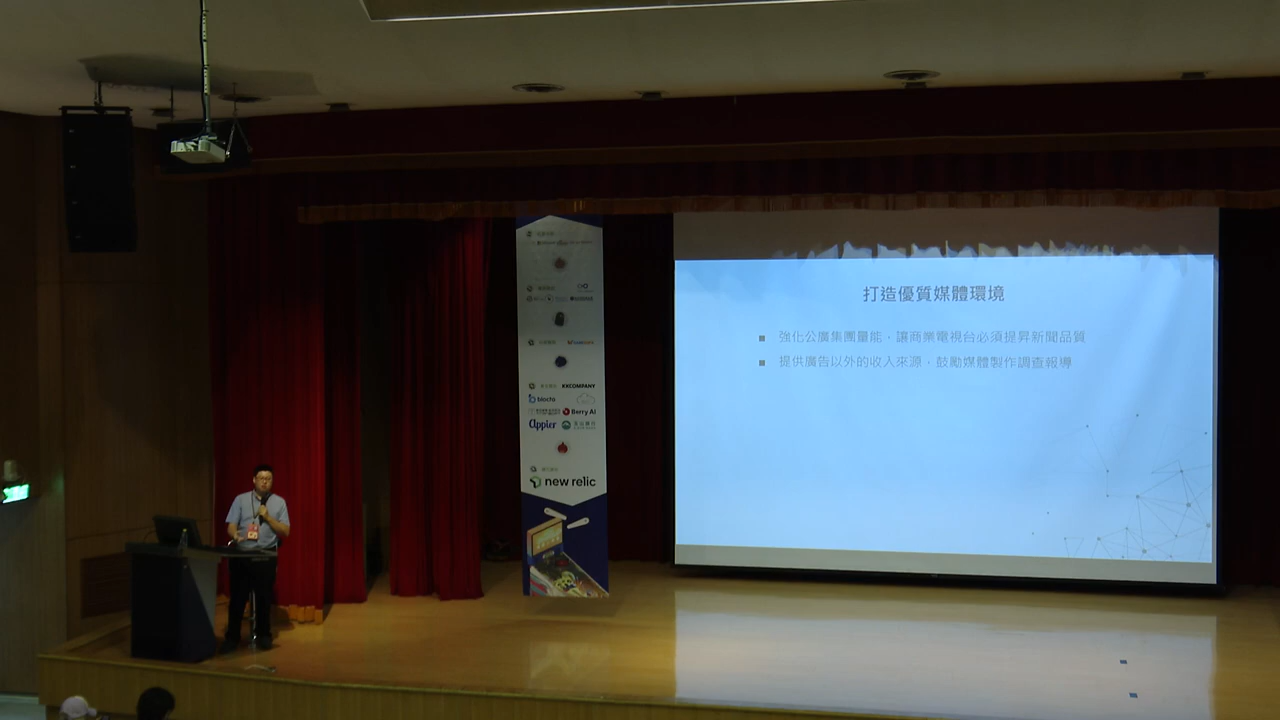 打造優質媒體環境
強化公廣集團量能，讓商業電視台必須提昇新聞品質
提供廣告以外的收入來源，鼓勵媒體製作調查報導
KKCOMPANY
biochi
Berry AI
Appier
new relic